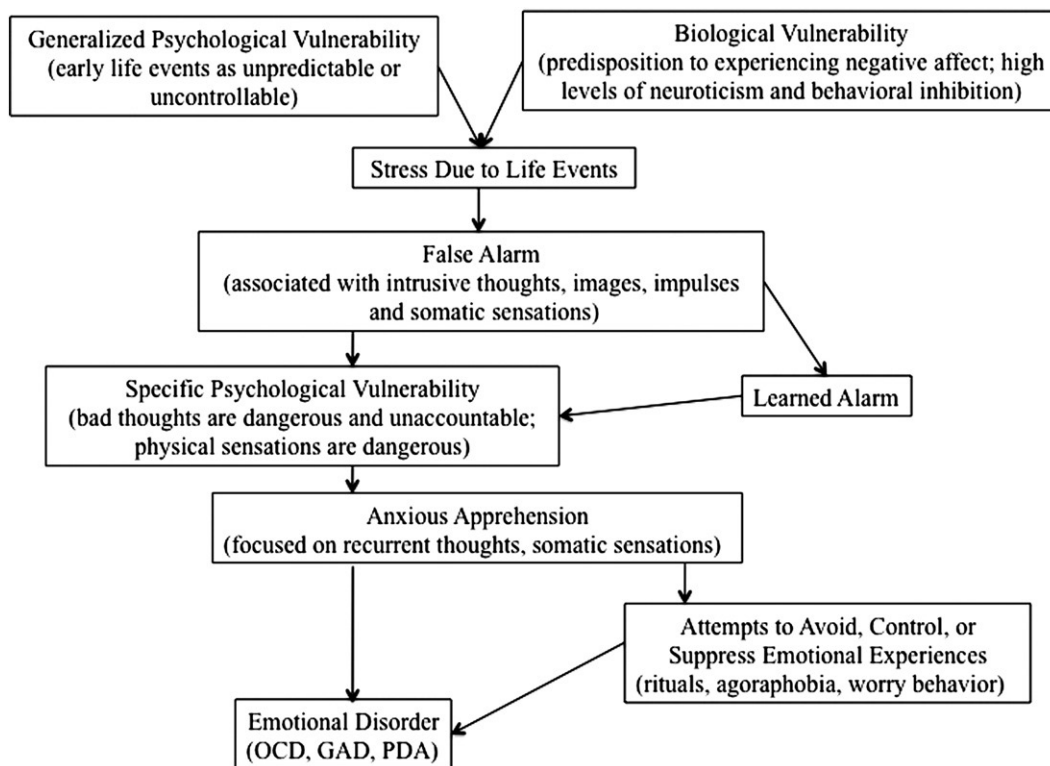 Generalized Psychological Vulnerability
(early life events as unpredictable or
uncontrollable)
Biological Vulnerability
(predisposition to experiencing negative affect; high
levels of neuroticism and behavioral inhibition)
Stress Due to Life Events
False Alarm
(associated with intrusive thoughts, images, impulses
and somatic sensations)
Specific Psychological Vulnerability
(bad thoughts are dangerous and unaccountable;
physical sensations are dangerous)
Learned Alarm
Anxious Apprehension
(focused on recurrent thoughts, somatic sensations)
Attempts to Avoid, Control, or
Suppress Emotional Experiences
(rituals, agoraphobia, worry behavior)
Emotional Disorder
(OCD, GAD, PDA)